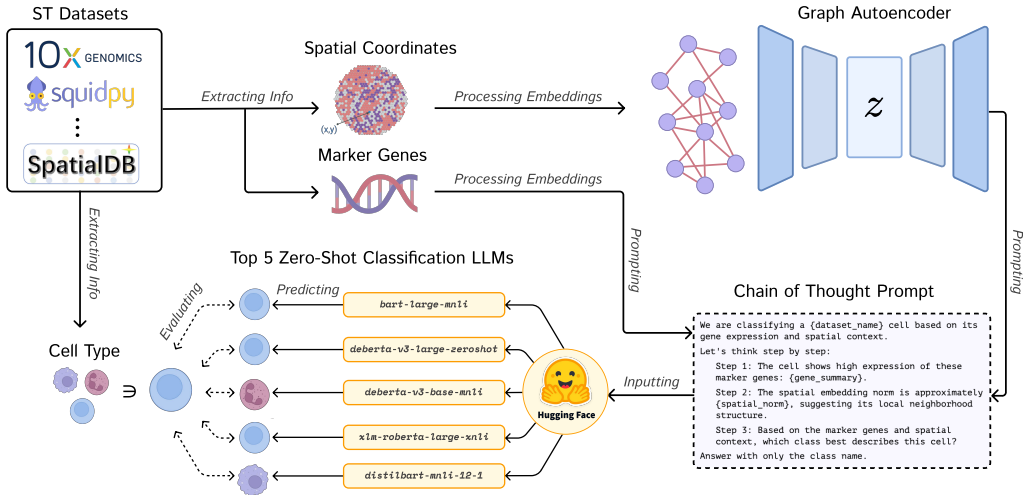 ST Datasets
10X GENOMICS
squidpy
SpatialDB
Extracting Info
Extracting Info
Spatial Coordinates
(x,y)
Marker Genes
Processing Embeddings
Processing Embeddings
Graph Autoencoder
z
Prompting
Prompting
Chain of Thought Prompt
We are classifying a {dataset_name} cell based on its
gene expression and spatial context.
Let's think step by step:
Step 1: The cell shows high expression of these
marker genes: {gene_summary}.
Step 2: The spatial embedding norm is approximately
{spatial_norm}, suggesting its local neighborhood
structure.
Step 3: Based on the marker genes and spatial
context, which class best describes this cell?
Answer with only the class name.
Inputting
Hugging Face
Top 5 Zero-Shot Classification LLMs
Predicting
bart-large-mnli
deberta-v3-large-zeroshot
deberta-v3-base-mnli
xlm-roberta-large-xnli
distilbart-mnli-12-1
Evaluating
Cell Type
∋